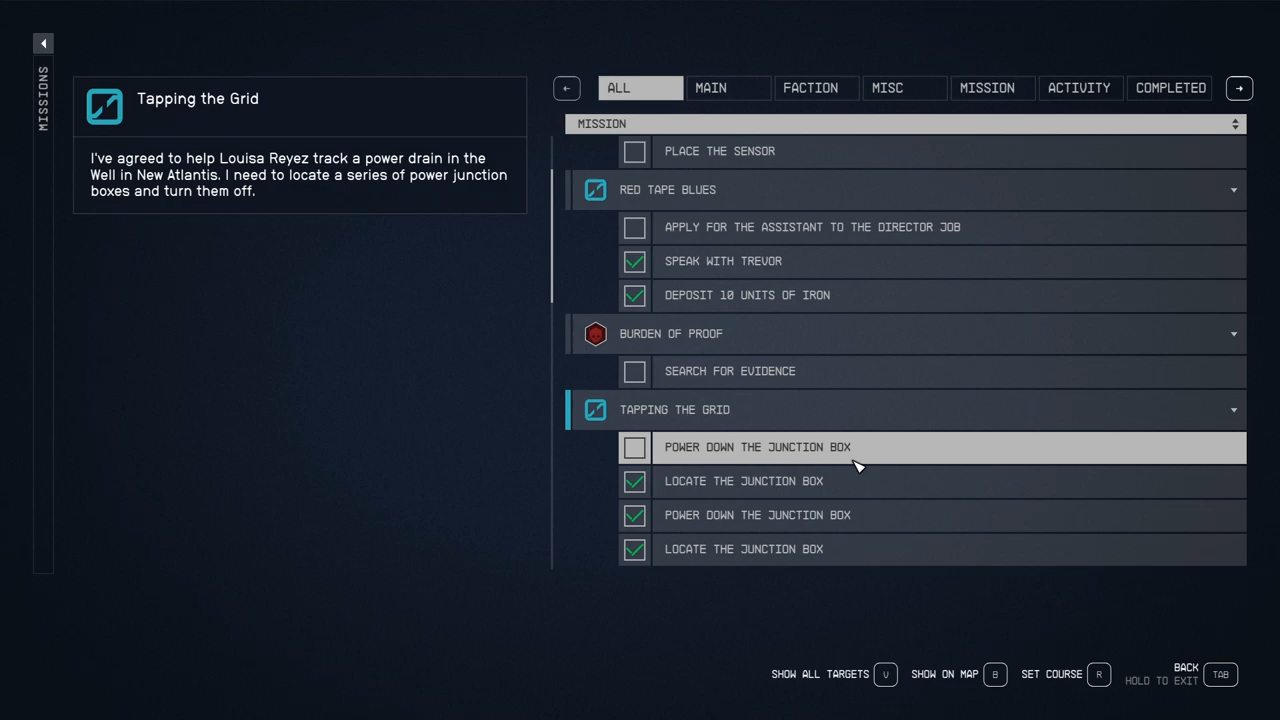 MISSIONS
Tapping the Grid
I've agreed to help Louisa Reyez track a power drain in the
Well in New Atlantis. I need to locate a series of power junction
boxes and turn them off.
ALL MAIN FACTION MISC MISSION ACTIVITY COMPLETED
MISSION
PLACE THE SENSOR
RED TAPE BLUES
APPLY FOR THE ASSISTANT TO THE DIRECTOR JOB
SPEAK WITH TREVOR
DEPOSIT 10 UNITS OF IRON
BURDEN OF PROOF
SEARCH FOR EVIDENCE
TAPPING THE GRID
POWER DOWN THE JUNCTION BOX
LOCATE THE JUNCTION BOX
POWER DOWN THE JUNCTION BOX
LOCATE THE JUNCTION BOX
SHOW ALL TARGETS V SHOW ON MAP B SET COURSE R BACK TAB
HOLD TO EXIT